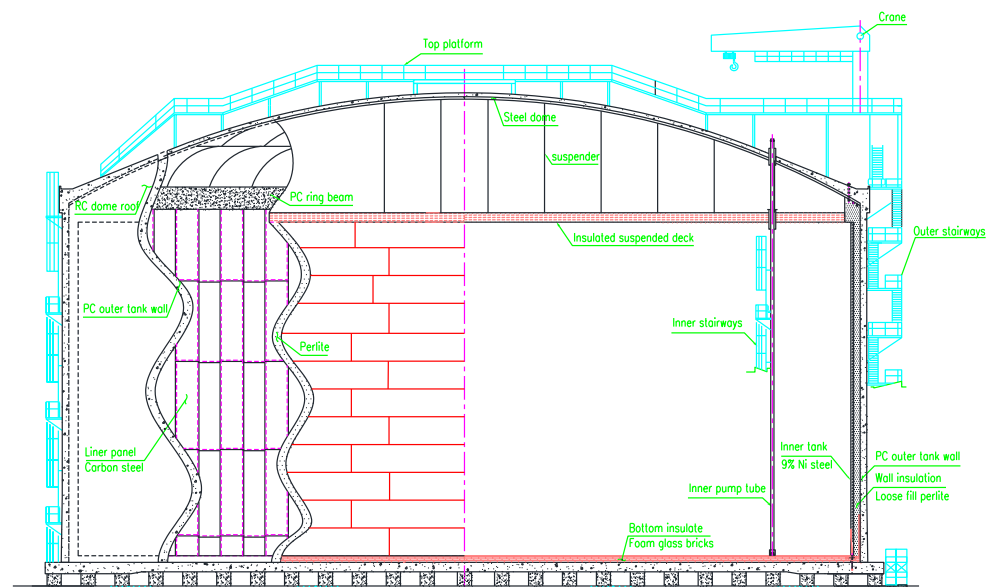 Crane
Top platform
Steel dome
suspender
RC dome roof
PC ring beam
Insulated suspended deck
Outer stairways
PC outer tank wall
Inner stairways
Perlite
Liner panel
Carbon steel
Inner tank
9% Ni steel
PC outer tank wall
Wall insulation
Loose fill perlite
Inner pump tube
Bottom insulate
Foam glass bricks